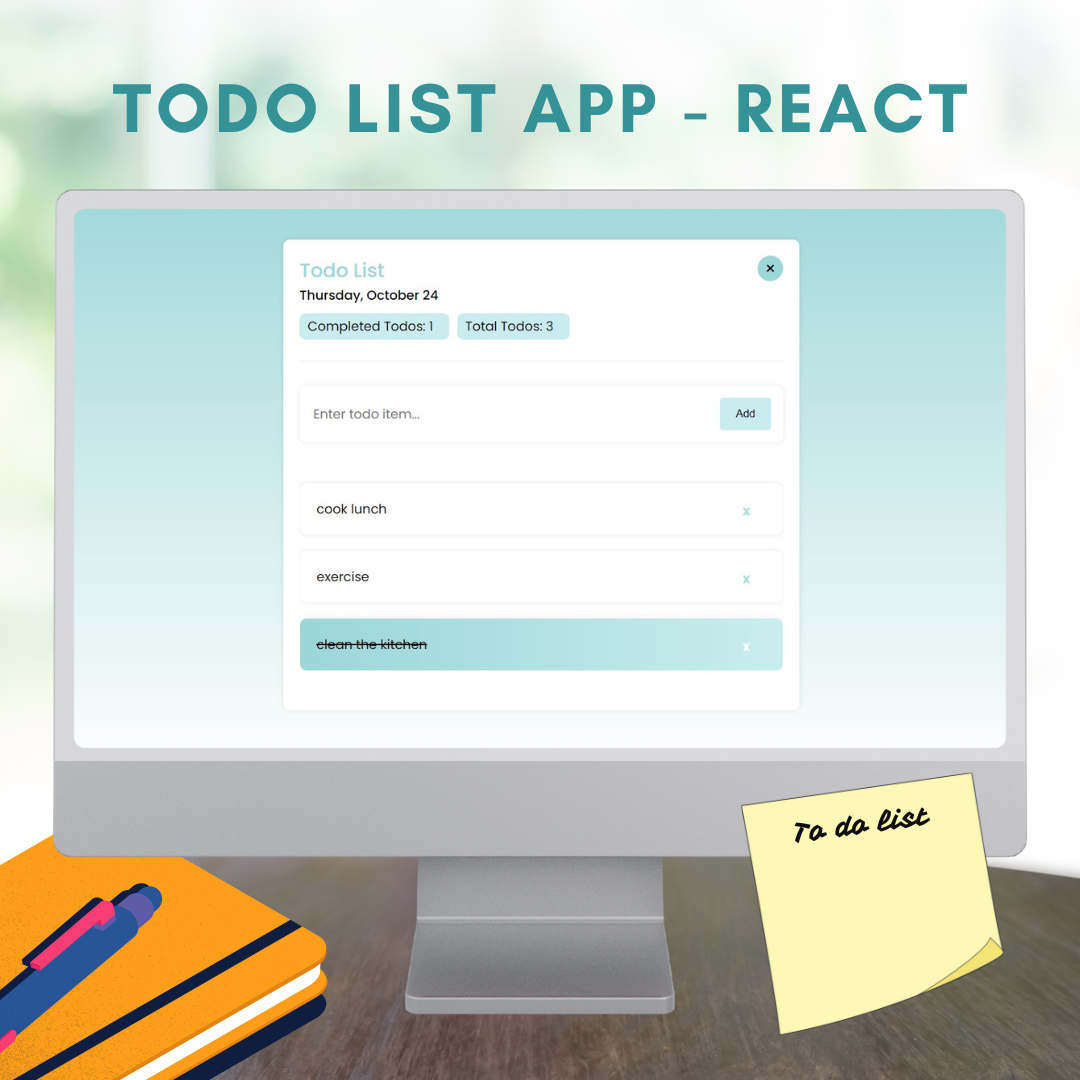 TODO LIST APP - REACT
Todo List
×
Thursday, October 24
Completed Todos: 1 Total Todos: 3
Enter todo item... Add
cook lunch x
exercise x
clean the kitchen x
To do list